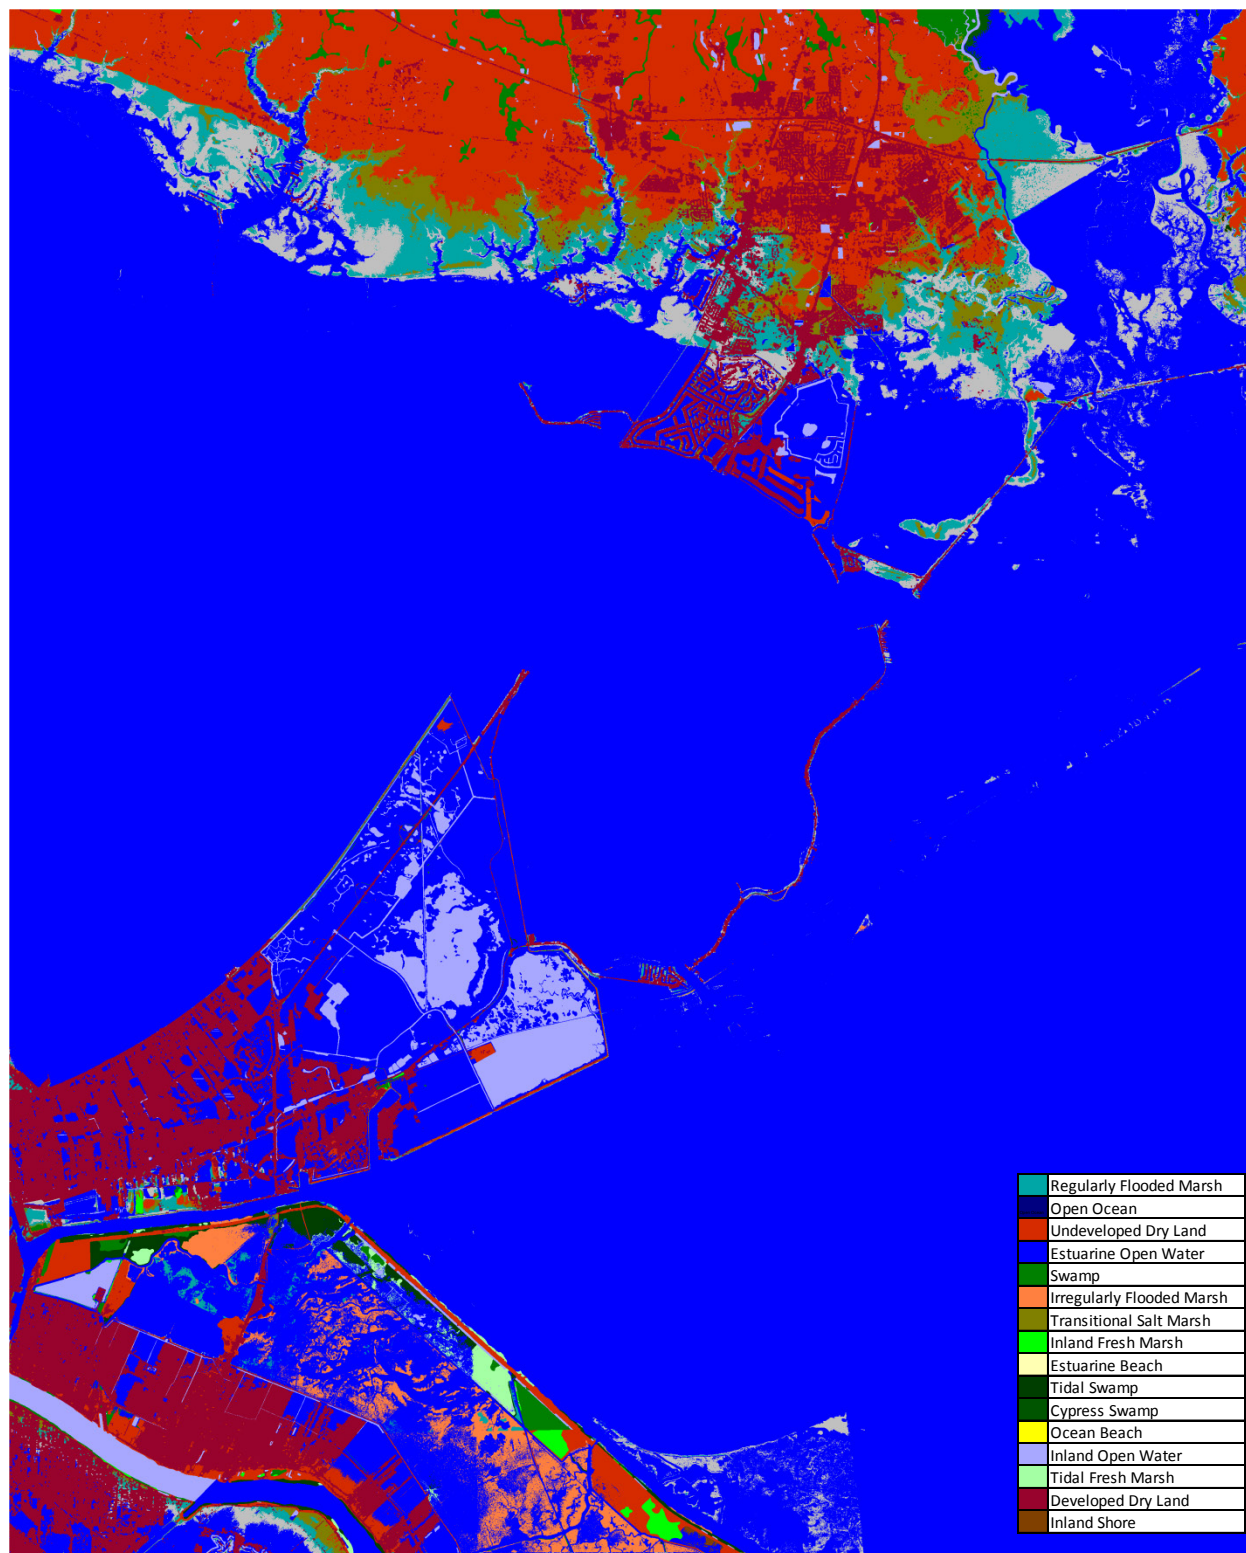 Regularly Flooded Marsh
Open Ocean
Undeveloped Dry Land
Estuarine Open Water
Swamp
Irregularly Flooded Marsh
Transitional Salt Marsh
Inland Fresh Marsh
Estuarine Beach
Tidal Swamp
Cypress Swamp
Ocean Beach
Inland Open Water
Tidal Fresh Marsh
Developed Dry Land
Inland Shore